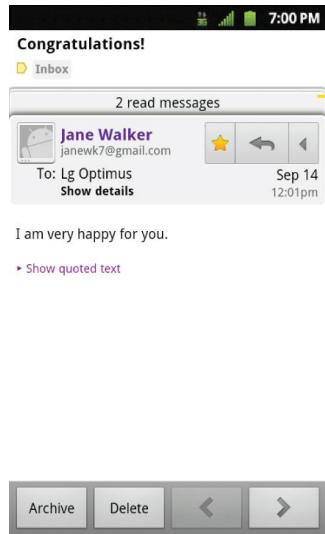 7:00 PM
Congratulations!
Inbox
2 read messages
Jane Walker
janewk7@gmail.com
To: Lg Optimus
Sep 14
Show details
12:01pm
I am very happy for you.
▸ Show quoted text
Archive
Delete